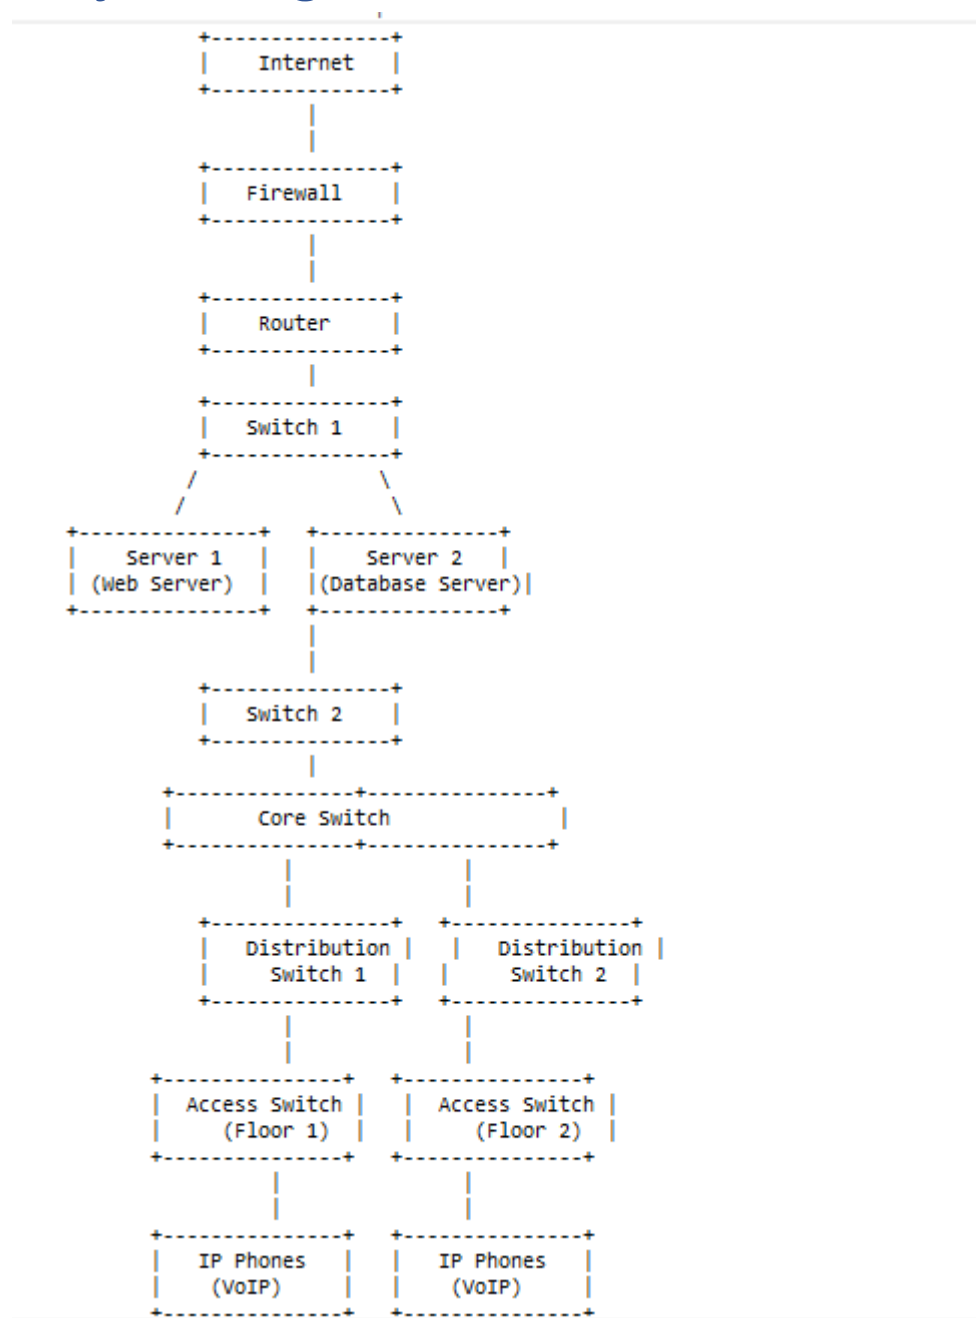 Internet
Firewall
Router
Switch 1
Server 1    Server 2
(Web Server)    (Database Server)
Switch 2
Core Switch
Distribution    Distribution
Switch 1    Switch 2
Access Switch    Access Switch
(Floor 1)    (Floor 2)
IP Phones    IP Phones
(VoIP)    (VoIP)